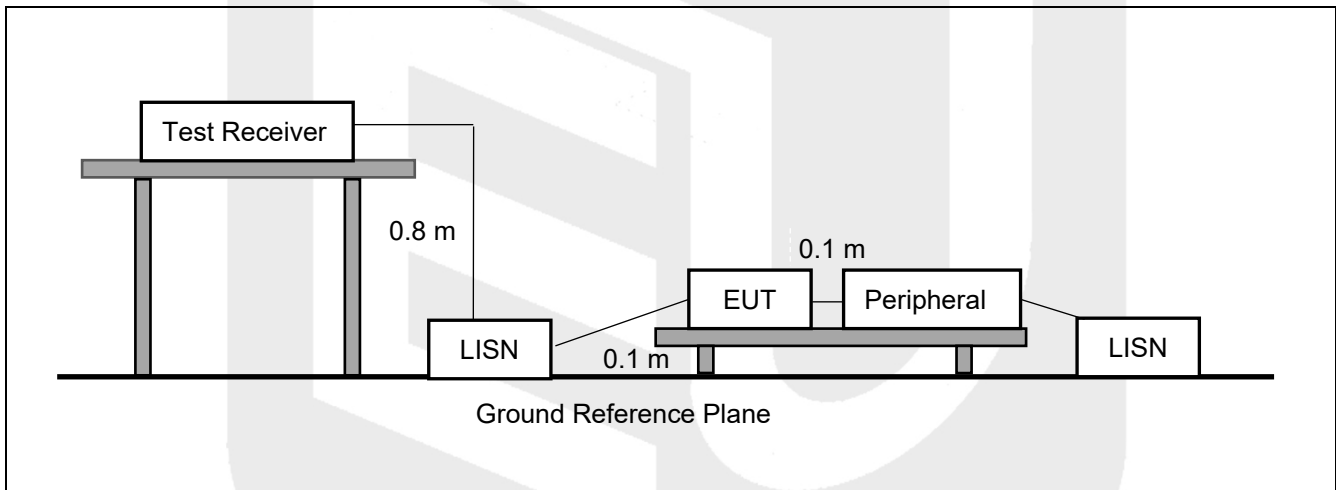 Test Receiver
0.8 m
0.1 m
EUT
Peripheral
LISN
0.1 m
LISN
Ground Reference Plane